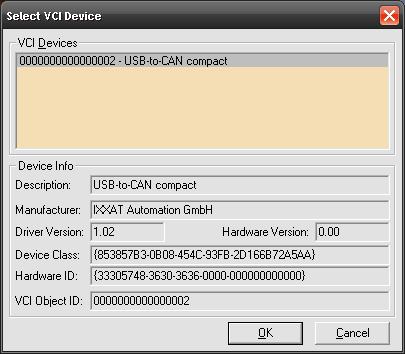 Select VCI Device
VCI Devices
0000000000000002 - USB-to-CAN compact
Device Info
Description: USB-to-CAN compact
Manufacturer: IXXAT Automation GmbH
Driver Version: 1.02 Hardware Version: 0.00
Device Class: {853857B3-0B08-454C-93FB-2D166B72A5AA}
Hardware ID: {33305748-3630-3636-0000-000000000000}
VCI Object ID: 0000000000000002
OK Cancel